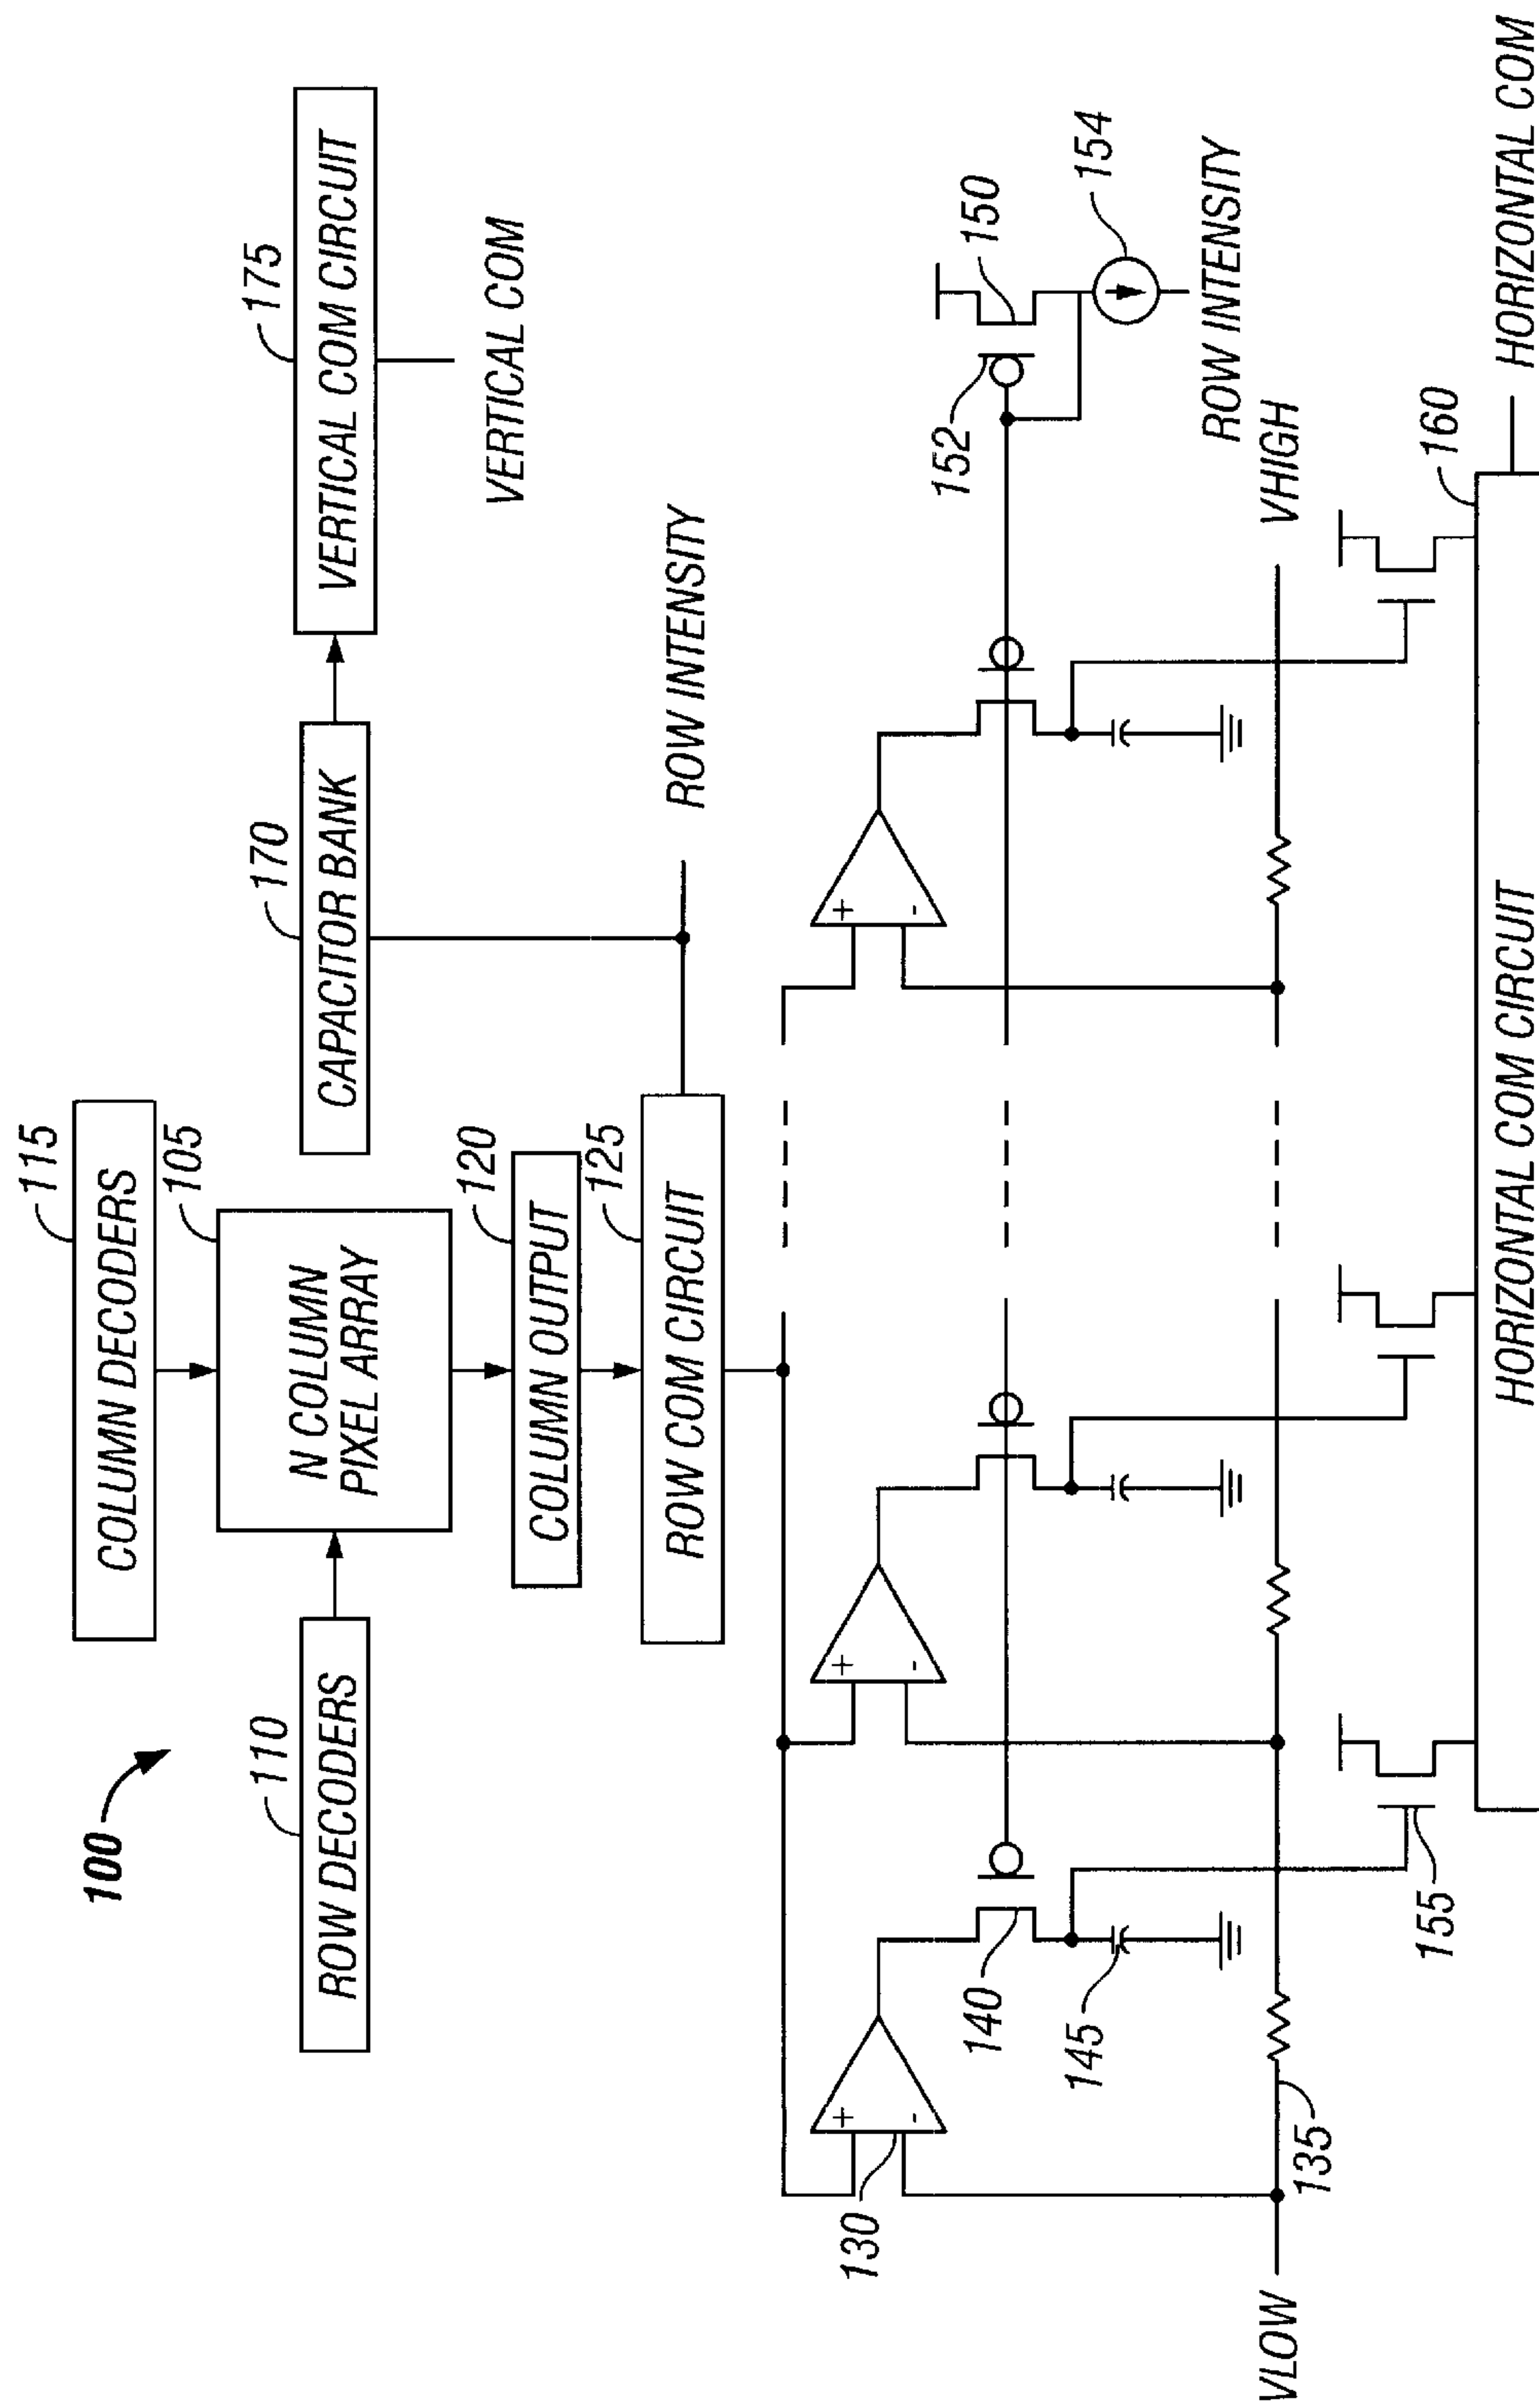 100
115
COLUMN DECODERS
110
ROW DECODERS
105
N COLUMN
PIXEL ARRAY
170
CAPACITOR BANK
175
VERTICAL COM CIRCUIT
VERTICAL COM
120
COLUMN OUTPUT
125
ROW COM CIRCUIT
ROW INTENSITY
130
+
-
+
-
+
-
140
145
152
150
154
ROW INTENSITY
VLOW
135
VHIGH
155
160
HORIZONTAL COM CIRCUIT
HORIZONTAL COM